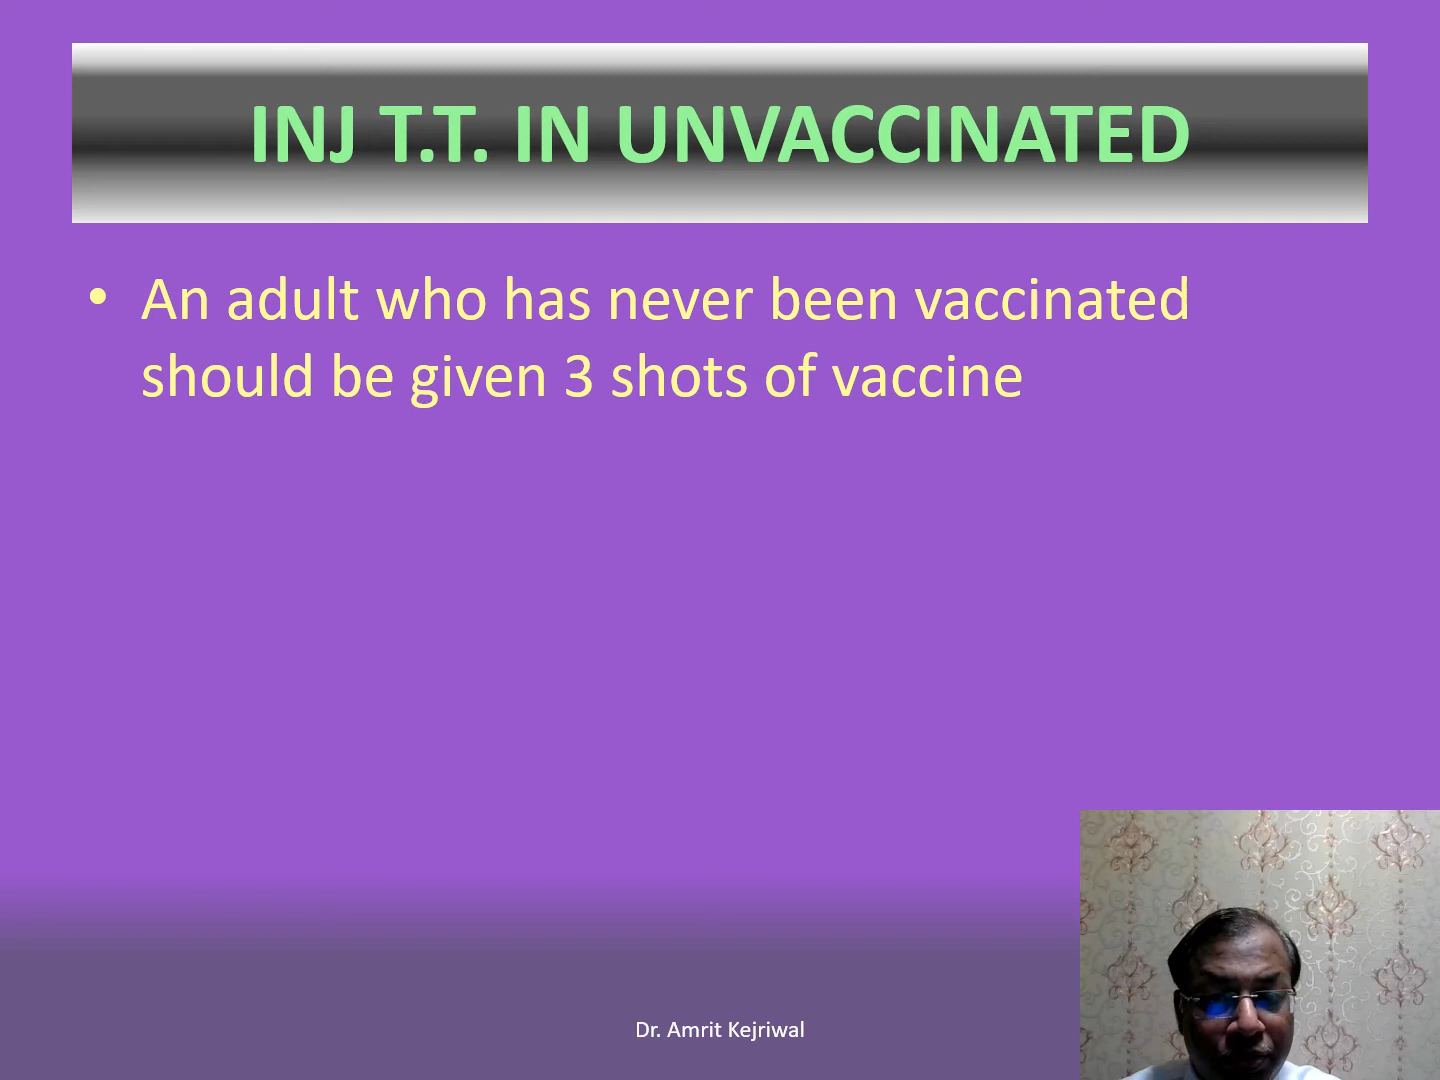 INJ T.T. IN UNVACCINATED
• An adult who has never been vaccinated
should be given 3 shots of vaccine
Dr. Amrit Kejriwal